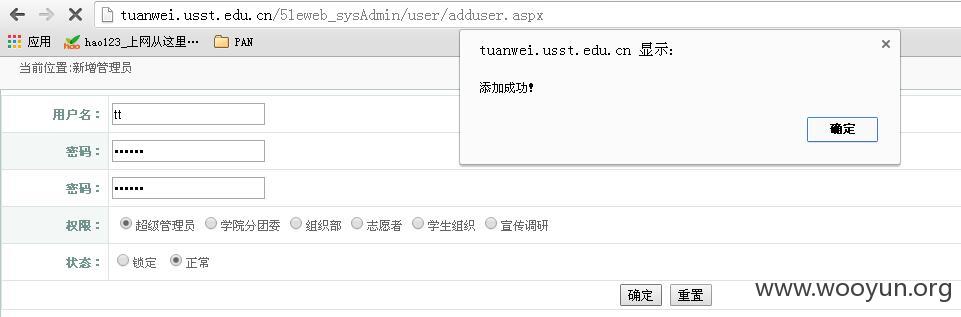 tuanwei.usst.edu.cn/51eweb_sysAdmin/user/adduser.aspx
应用 hao123_上网从这里… PAN
当前位置:新增管理员
tuanwei.usst.edu.cn 显示:
添加成功!
确定
用户名： tt
密码： ••••••
密码： ••••••
权限： 超级管理员 学院分团委 组织部 志愿者 学生组织 宣传调研
状态： 锁定 正常
确定 重置
www.wooyun.org